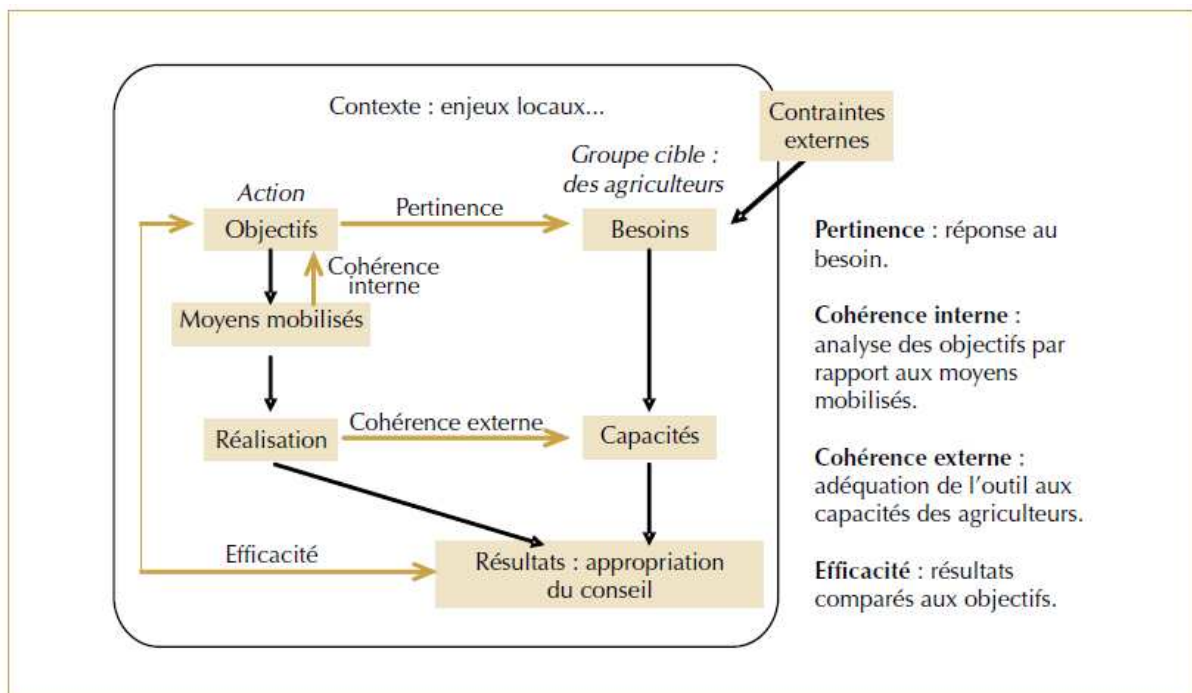 Contexte : enjeux locaux...
Contraintes
externes
Groupe cible :
des agriculteurs
Action
Objectifs
Pertinence
Besoins
Cohérence
interne
Moyens mobilisés
Réalisation
Cohérence externe
Capacités
Efficacité
Résultats : appropriation
du conseil
Pertinence : réponse au
besoin.
Cohérence interne :
analyse des objectifs par
rapport aux moyens
mobilisés.
Cohérence externe :
adéquation de l'outil aux
capacités des agriculteurs.
Efficacité : résultats
comparés aux objectifs.